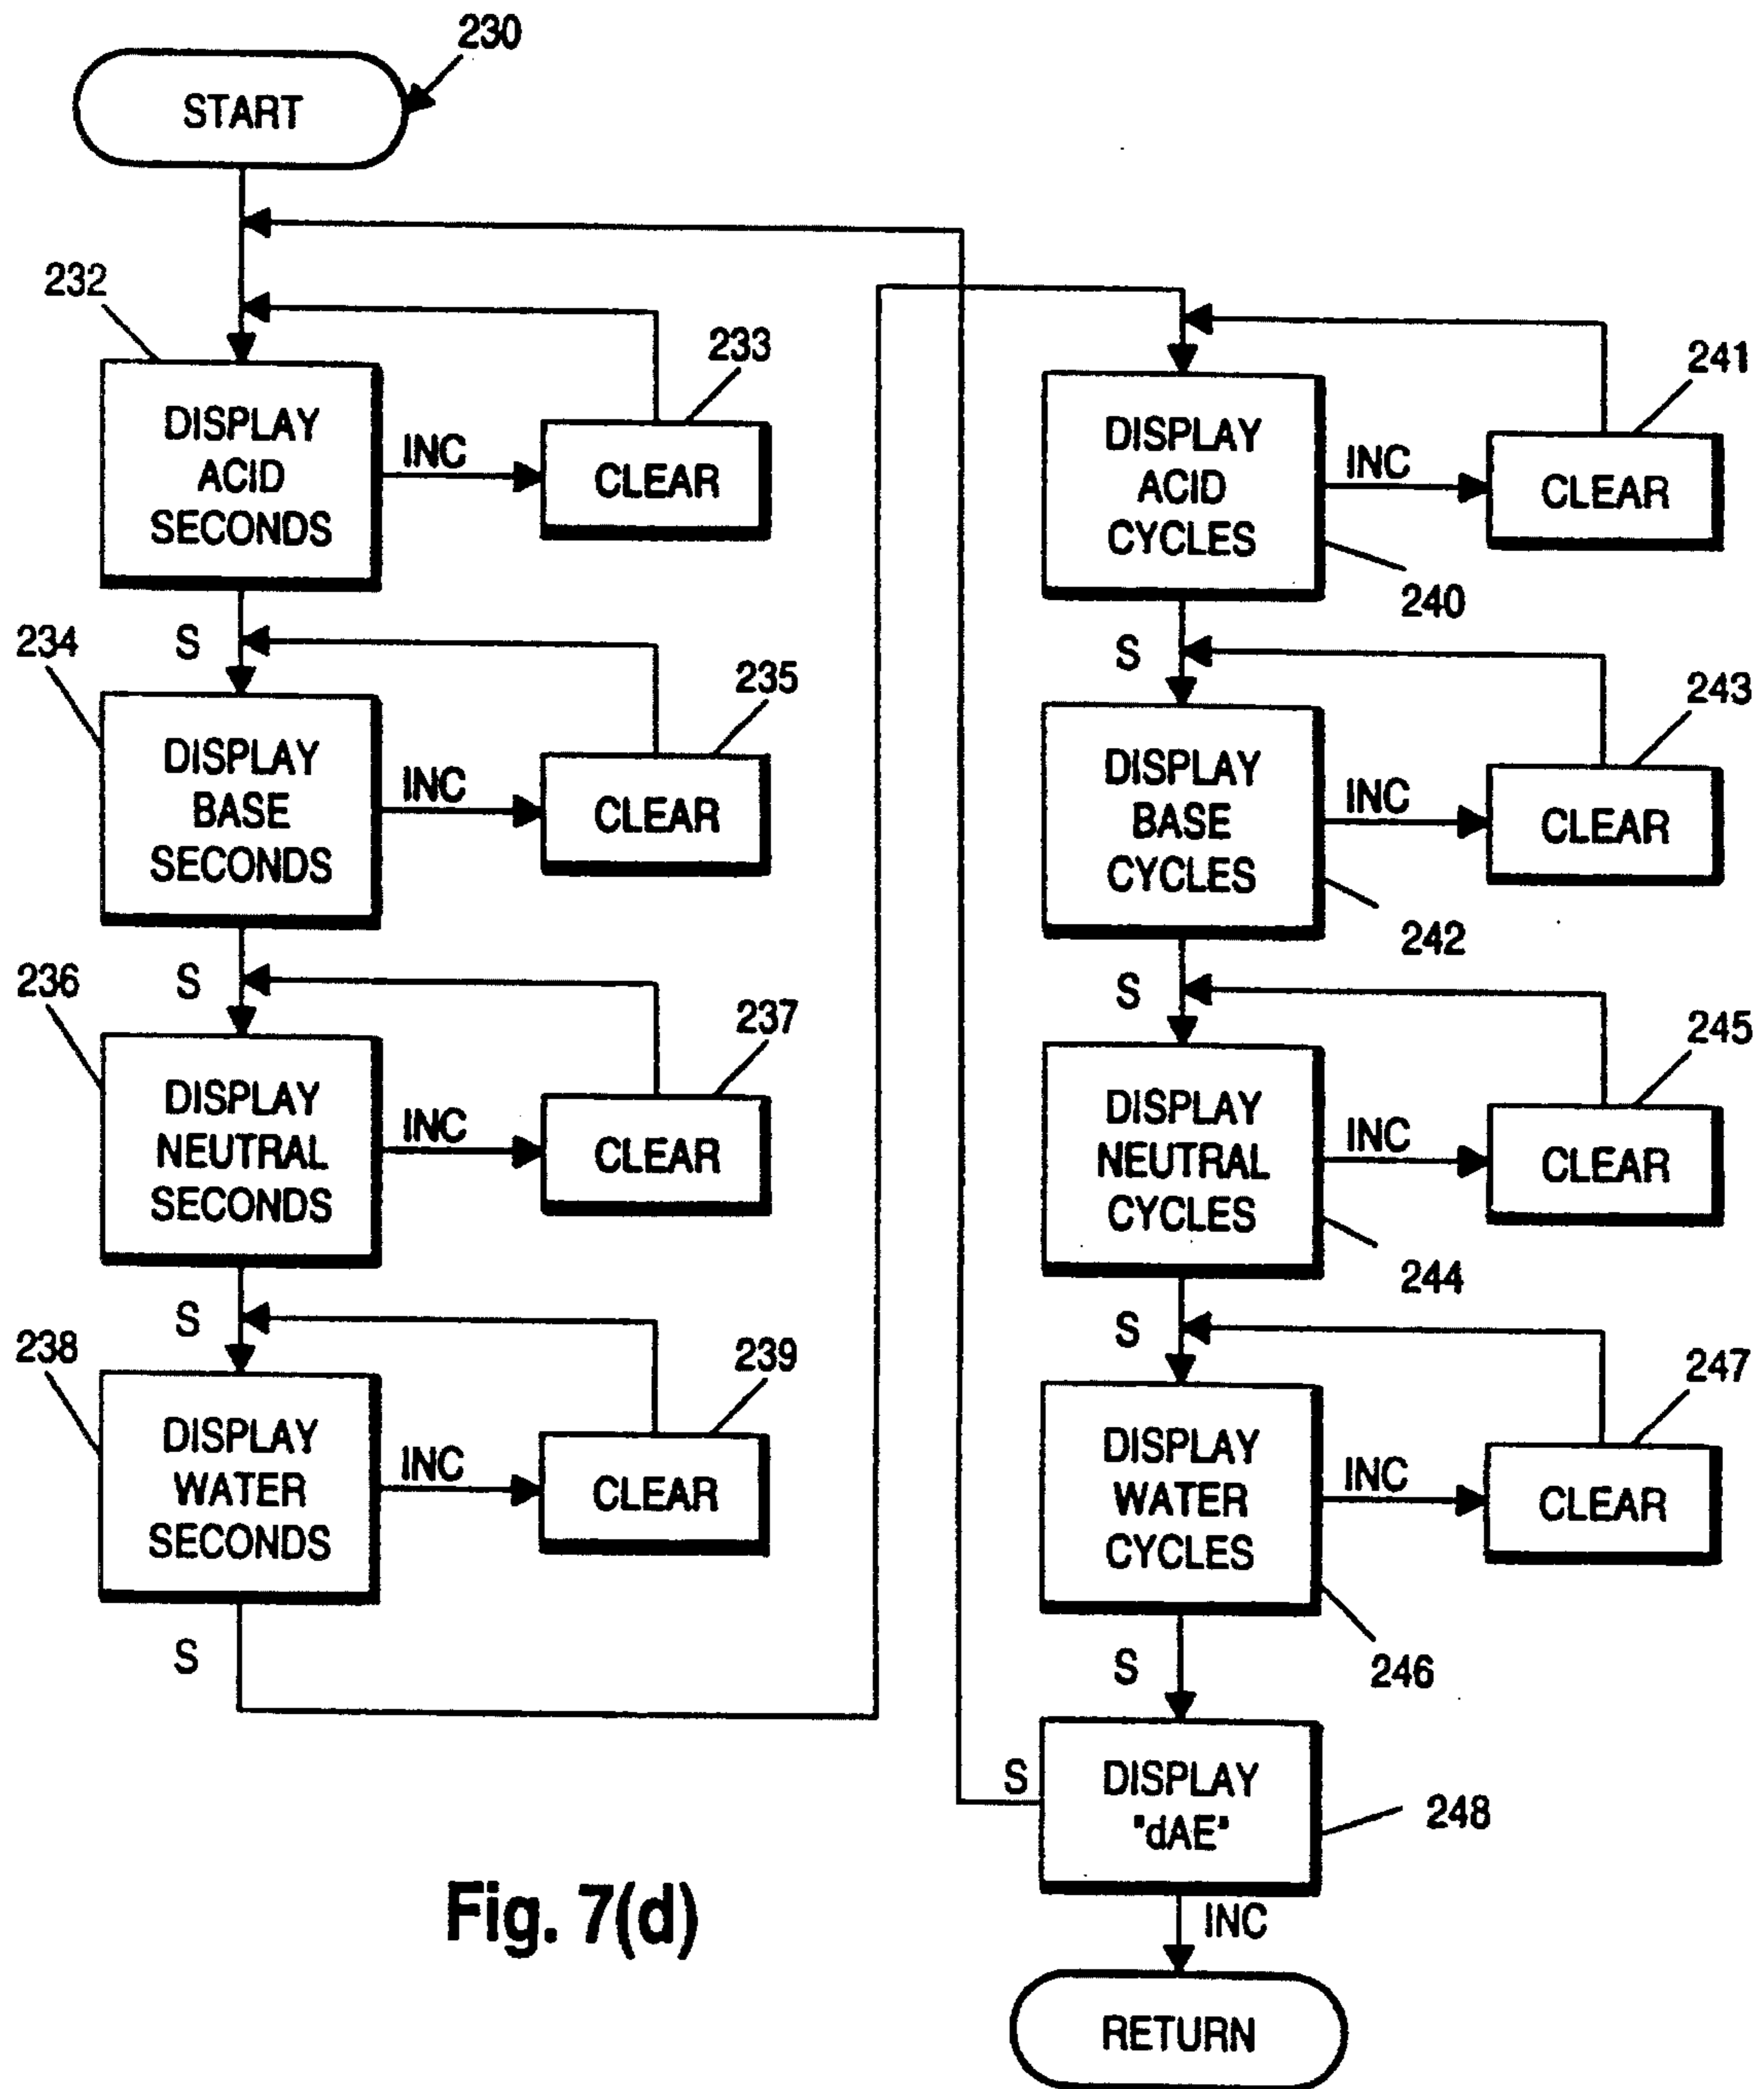 230
START
232
233
DISPLAY
ACID
SECONDS
INC
CLEAR
S
234
235
DISPLAY
BASE
SECONDS
INC
CLEAR
S
236
237
DISPLAY
NEUTRAL
SECONDS
INC
CLEAR
S
238
239
DISPLAY
WATER
SECONDS
INC
CLEAR
S
241
DISPLAY
ACID
CYCLES
INC
CLEAR
240
S
243
DISPLAY
BASE
CYCLES
INC
CLEAR
242
S
245
DISPLAY
NEUTRAL
CYCLES
INC
CLEAR
244
S
247
DISPLAY
WATER
CYCLES
INC
CLEAR
246
S
S
DISPLAY
"dAE"
248
INC
RETURN
Fig. 7(d)